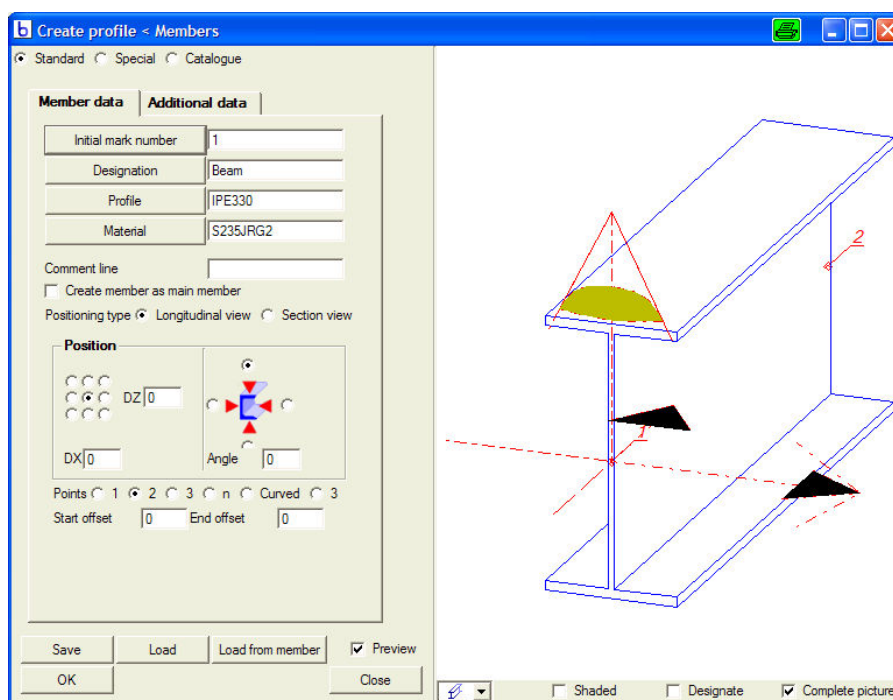 Create profile < Members
Standard Special Catalogue
Member data Additional data
Initial mark number 1
Designation Beam
Profile IPE330
Material S235JRG2
Comment line
Create member as main member
Positioning type Longitudinal view Section view
Position
DZ 0
DX 0 Angle 0
Points 1 2 3 n Curved 3
Start offset 0 End offset 0
Save Load Load from member Preview
OK Close
2
1
Shaded Designate Complete picture